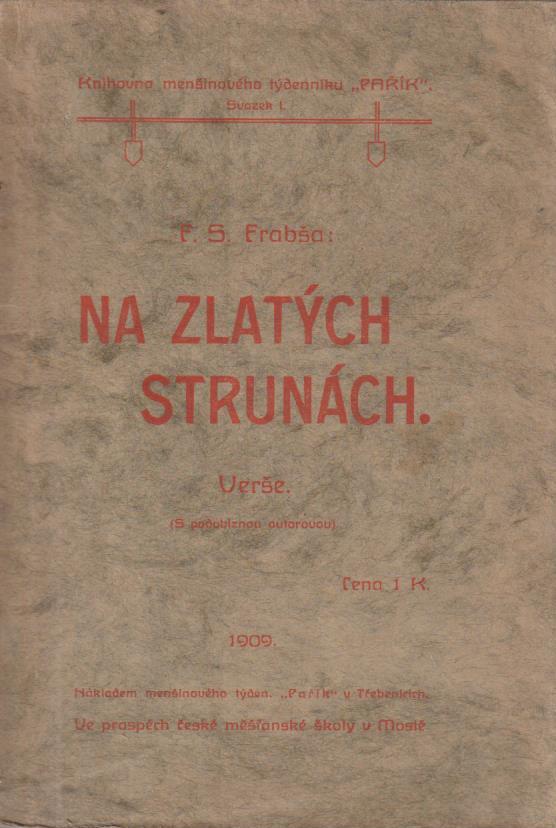 Knihovna menšinového týdenníku „PAŘÍK".
Svazek I.
F. S. Frabša:
NA ZLATÝCH
STRUNÁCH.
Verše.
(S podobiznou autorovou).
Cena 1 K.
1909.
Nákladem menšinového týden. „Pařík" v Třebenicích.
Ve prospěch české měšťanské školy v Mostě